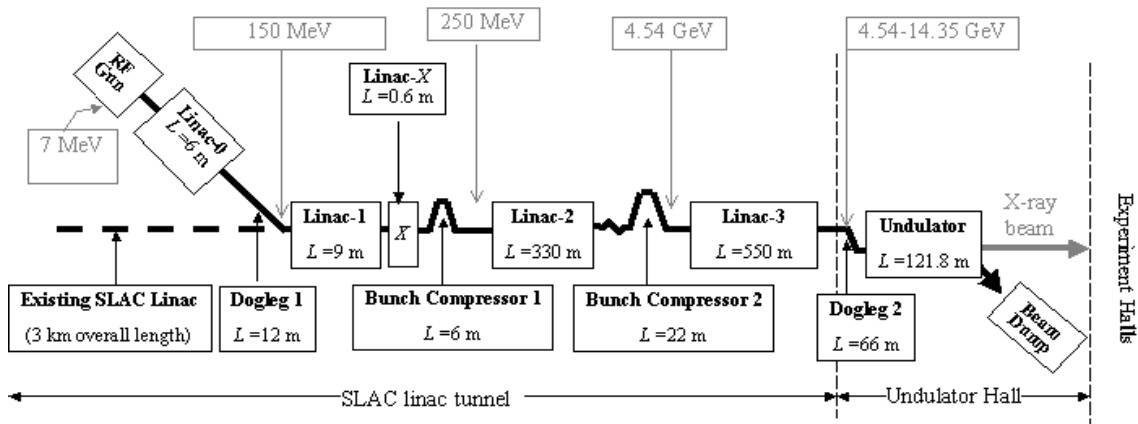 150 MeV
250 MeV
4.54 GeV
4.54-14.35 GeV
RF
Gun
Linac-X
L =0.6 m
Linac-0
L =6 m
7 MeV
Linac-1
L =9 m
X
Linac-2
L =330 m
Linac-3
L =550 m
Undulator
L =121.8 m
X-ray
beam
Experiment Halls
Existing SLAC Linac
(3 km overall length)
Dogleg 1
L =12 m
Bunch Compressor 1
L =6 m
Bunch Compressor 2
L =22 m
Dogleg 2
L =66 m
Beam
Dump
SLAC linac tunnel
Undulator Hall